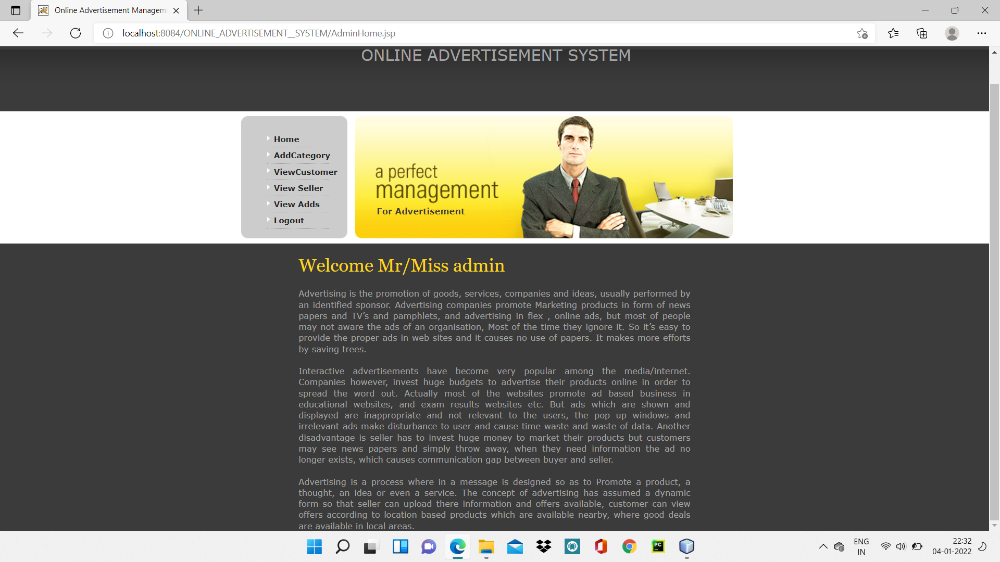 Online Advertisement Managem
localhost:8084/ONLINE_ADVERTISEMENT__SYSTEM/AdminHome.jsp
ONLINE ADVERTISEMENT SYSTEM
Home
AddCategory
ViewCustomer
View Seller
View Adds
Logout
a perfect
management
For Advertisement
Welcome Mr/Miss admin
Advertising is the promotion of goods, services, companies and ideas, usually performed by
an identified sponsor. Advertising companies promote Marketing products in form of news
papers and TV’s and pamphlets, and advertising in flex , online ads, but most of people
may not aware the ads of an organisation, Most of the time they ignore it. So it’s easy to
provide the proper ads in web sites and it causes no use of papers. It makes more efforts
by saving trees.
Interactive advertisements have become very popular among the media/internet.
Companies however, invest huge budgets to advertise their products online in order to
spread the word out. Actually most of the websites promote ad based business in
educational websites, and exam results websites etc. But ads which are shown and
displayed are inappropriate and not relevant to the users, the pop up windows and
irrelevant ads make disturbance to user and cause time waste and waste of data. Another
disadvantage is seller has to invest huge money to market their products but customers
may see news papers and simply throw away, when they need information the ad no
longer exists, which causes communication gap between buyer and seller.
Advertising is a process where in a message is designed so as to Promote a product, a
thought, an idea or even a service. The concept of advertising has assumed a dynamic
form so that seller can upload there information and offers available, customer can view
offers according to location based products which are available nearby, where good deals
are available in local areas.
PC
ENG
IN
22:32
04-01-2022